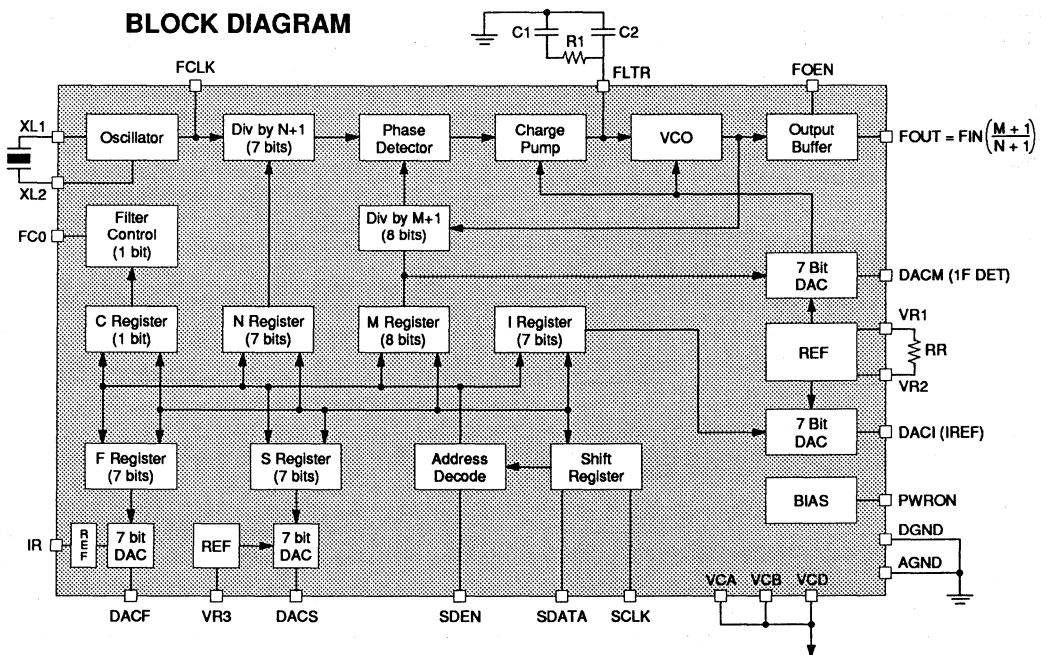 BLOCK DIAGRAM
C1
C2
R1
FCLK
FLTR
FOEN
XL1
Oscillator
Div by N+1
(7 bits)
Phase
Detector
Charge
Pump
VCO
Output
Buffer
FOUT = FIN(M + 1 / N + 1)
XL2
FC0
Filter
Control
(1 bit)
Div by M+1
(8 bits)
7 Bit
DAC
DACM (1F DET)
C Register
(1 bit)
N Register
(7 bits)
M Register
(8 bits)
I Register
(7 bits)
REF
VR1
RR
VR2
7 Bit
DAC
DACI (IREF)
F Register
(7 bits)
S Register
(7 bits)
Address
Decode
Shift
Register
BIAS
PWRON
DGND
AGND
IR
REF
7 bit
DAC
REF
7 bit
DAC
VCA
VCB
VCD
DACF
VR3
DACS
SDEN
SDATA
SCLK